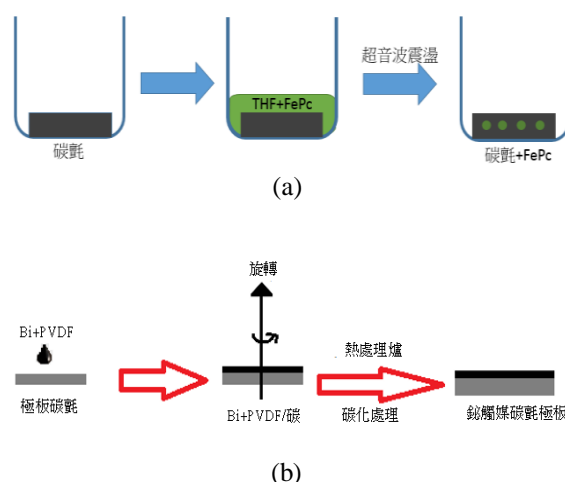 超音波震盪
THF+FePc
碳氈
碳氈+FePc
(a)
旋轉
Bi+PVDF
熱處理爐
極板碳氈
Bi+PVDF/碳
碳化處理
鉍觸媒碳氈極板
(b)